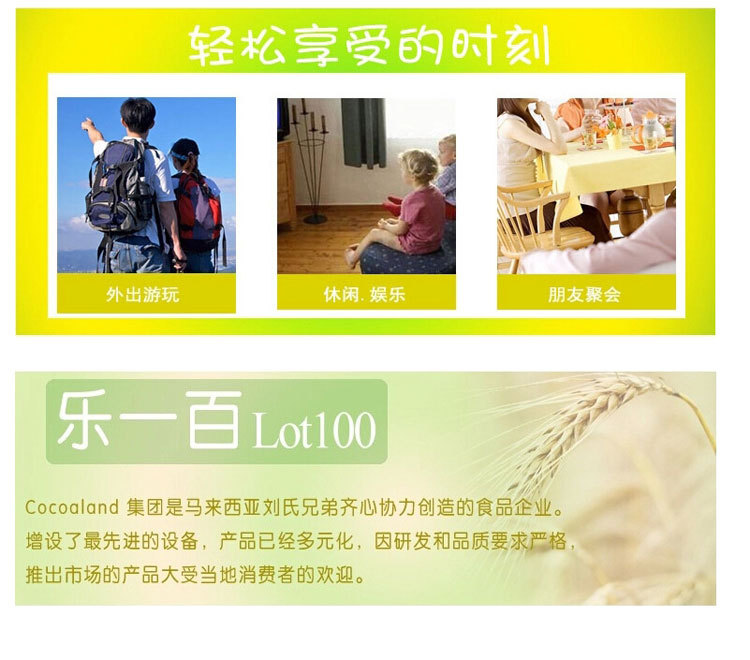 轻松享受的时刻
外出游玩
休闲.娱乐
朋友聚会
乐一百 Lot100
Cocoaland 集团是马来西亚刘氏兄弟齐心协力创造的食品企业。
增设了最先进的设备，产品已经多元化，因研发和品质要求严格，
推出市场的产品大受当地消费者的欢迎。